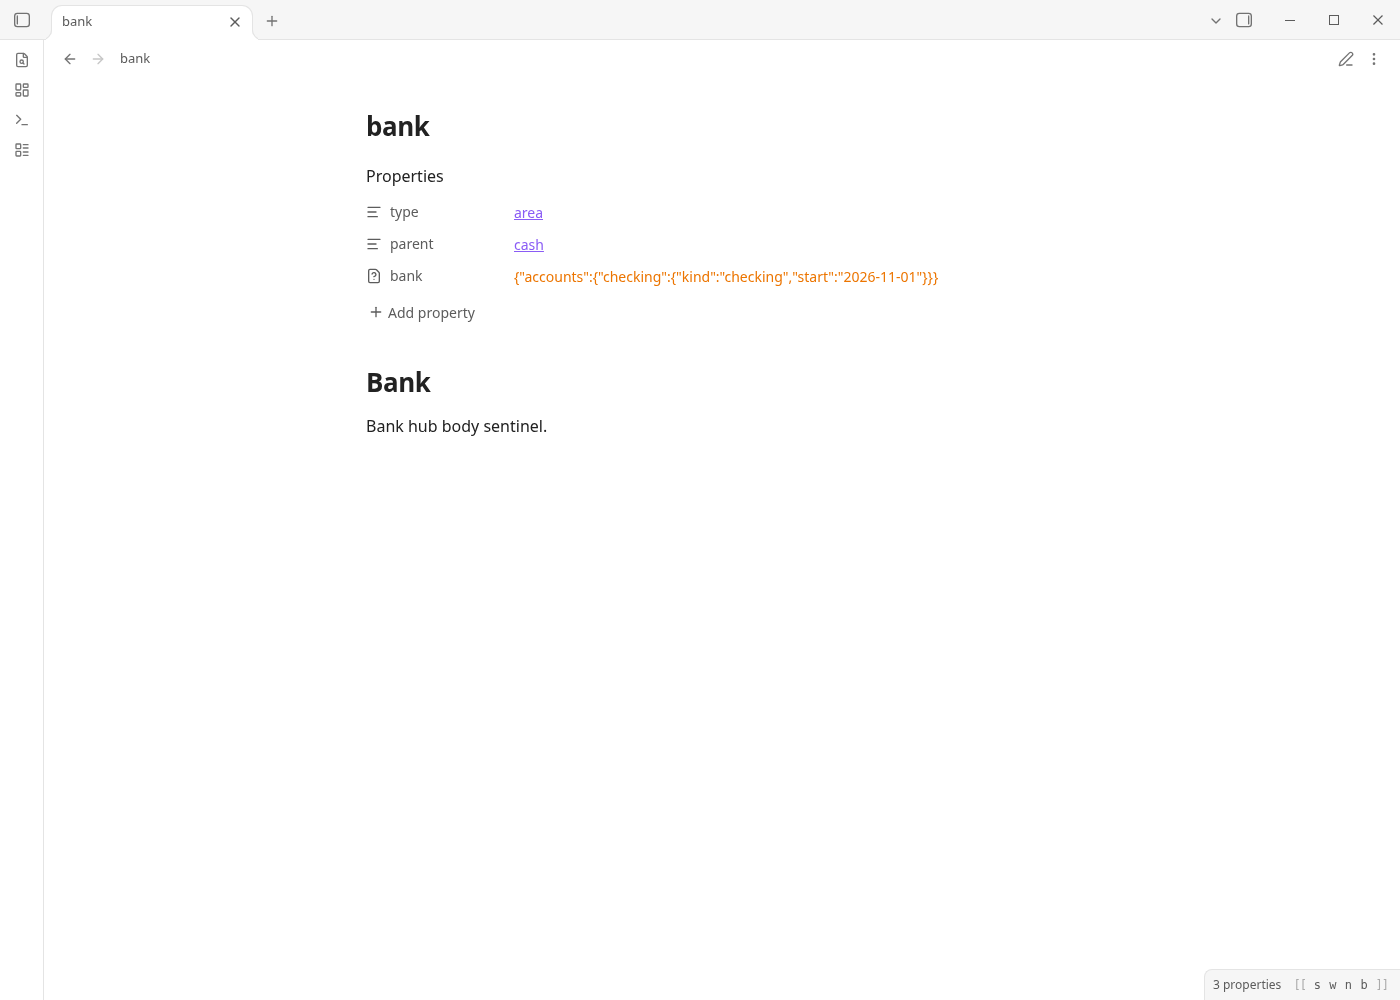 bank
bank
bank
Properties
type area
parent cash
bank {"accounts":{"checking":{"kind":"checking","start":"2026-11-01"}}}
Add property
Bank
Bank hub body sentinel.
3 properties [[ s w n b ]]